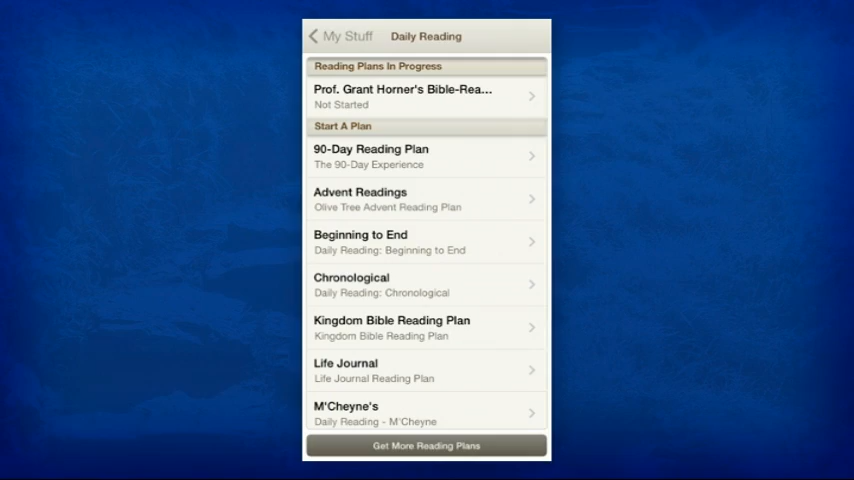 My Stuff
Daily Reading
Reading Plans In Progress
Prof. Grant Horner's Bible-Rea...
Not Started
Start A Plan
90-Day Reading Plan
The 90-Day Experience
Advent Readings
Olive Tree Advent Reading Plan
Beginning to End
Daily Reading: Beginning to End
Chronological
Daily Reading: Chronological
Kingdom Bible Reading Plan
Kingdom Bible Reading Plan
Life Journal
Life Journal Reading Plan
M'Cheyne's
Daily Reading - M'Cheyne
Get More Reading Plans